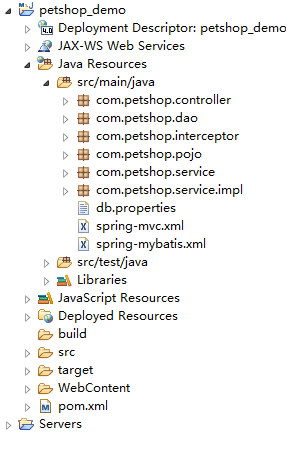 petshop_demo
Deployment Descriptor: petshop_demo
JAX-WS Web Services
Java Resources
src/main/java
com.petshop.controller
com.petshop.dao
com.petshop.interceptor
com.petshop.pojo
com.petshop.service
com.petshop.service.impl
db.properties
spring-mvc.xml
spring-mybatis.xml
src/test/java
Libraries
JavaScript Resources
Deployed Resources
build
src
target
WebContent
pom.xml
Servers